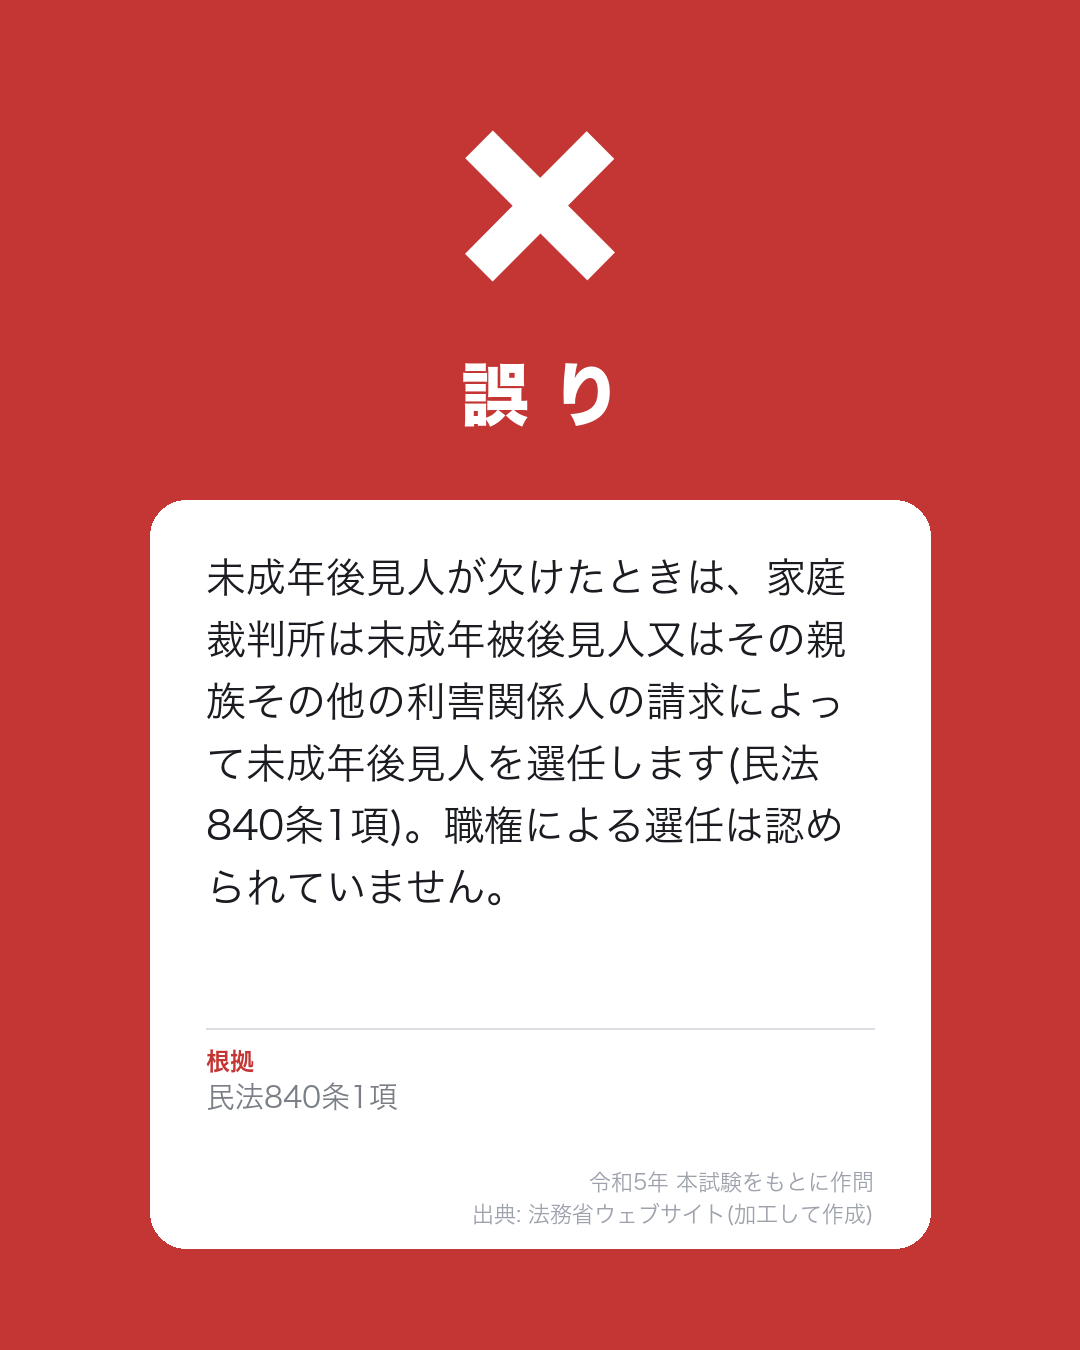 誤り
未成年後見人が欠けたときは、家庭
裁判所は未成年被後見人又はその親
族その他の利害関係人の請求によっ
て未成年後見人を選任します(民法
840条1項)。職権による選任は認め
られていません。
根拠
民法840条1項
令和5年 本試験をもとに作問
出典: 法務省ウェブサイト(加工して作成)